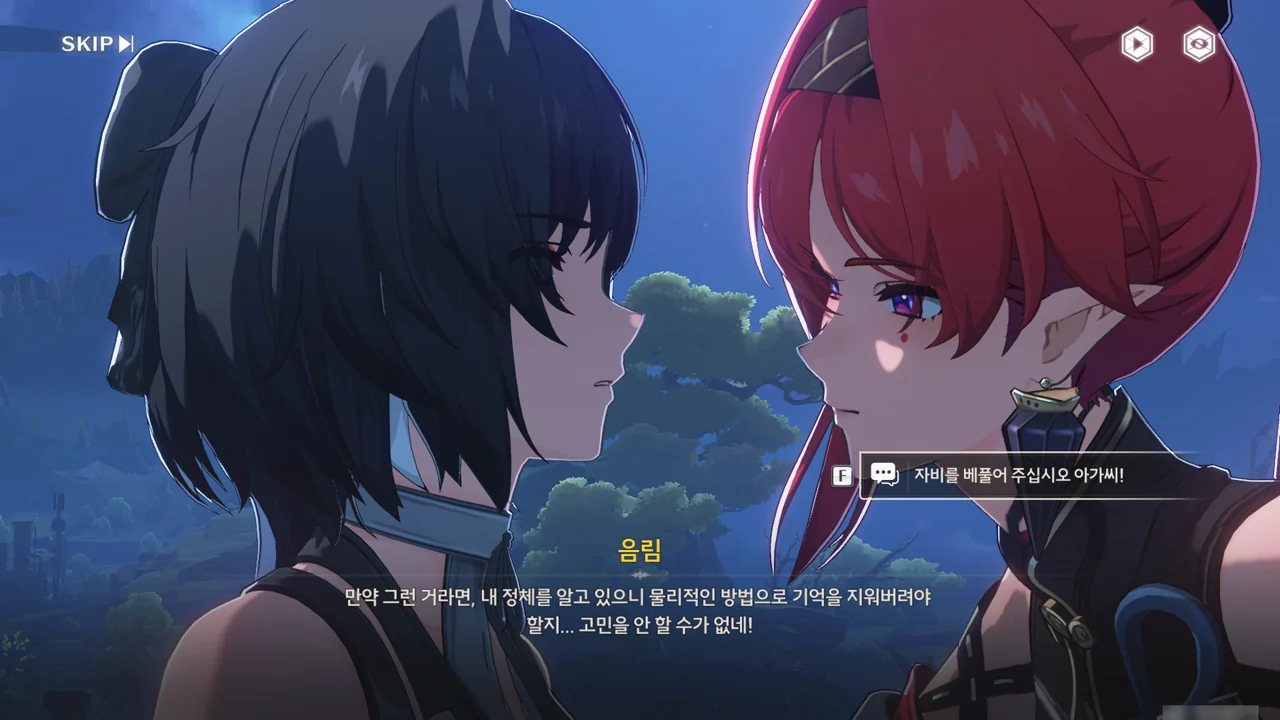 SKIP
F
자비를 베풀어 주십시오 아가씨!
음림
만약 그런 거라면, 내 정체를 알고 있으니 물리적인 방법으로 기억을 지워버려야
할지... 고민을 안 할 수가 없네!